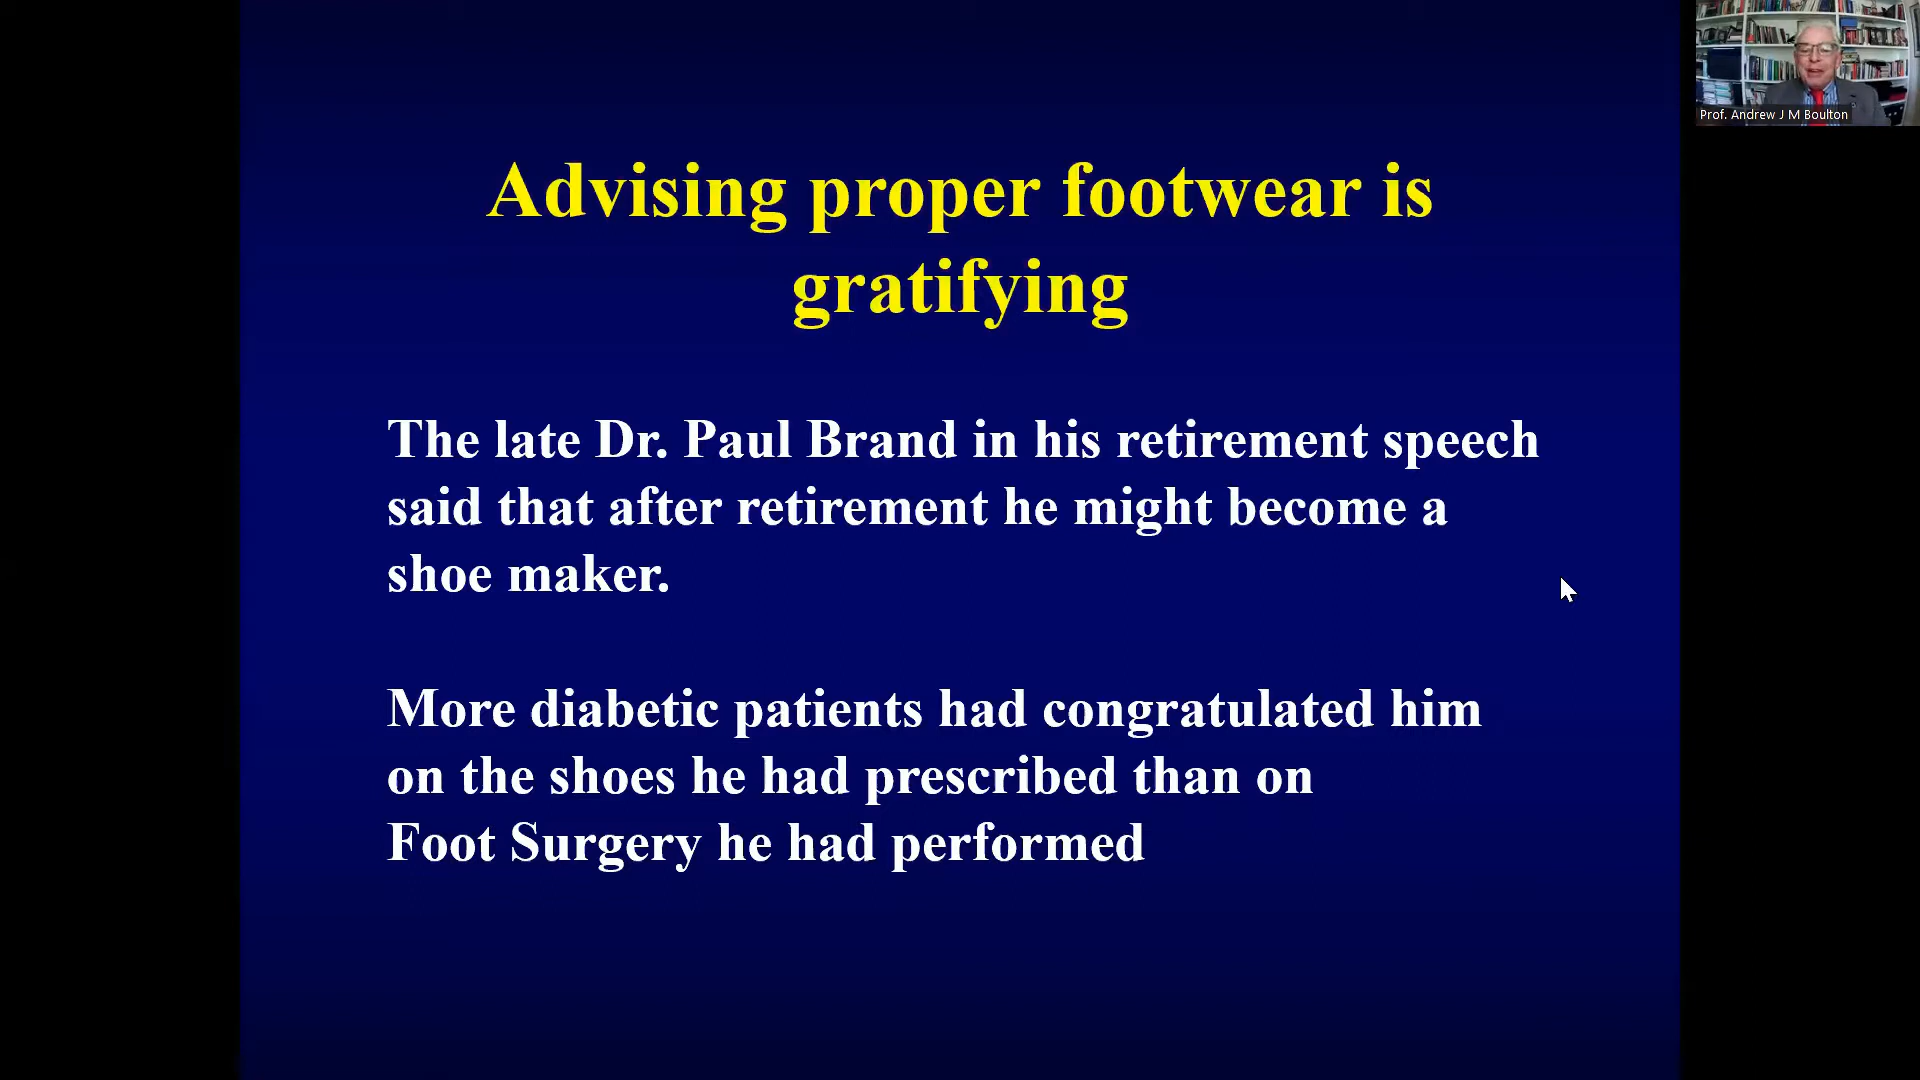 Prof. Andrew J M Boulton
Advising proper footwear is
gratifying
The late Dr. Paul Brand in his retirement speech
said that after retirement he might become a
shoe maker.
More diabetic patients had congratulated him
on the shoes he had prescribed than on
Foot Surgery he had performed